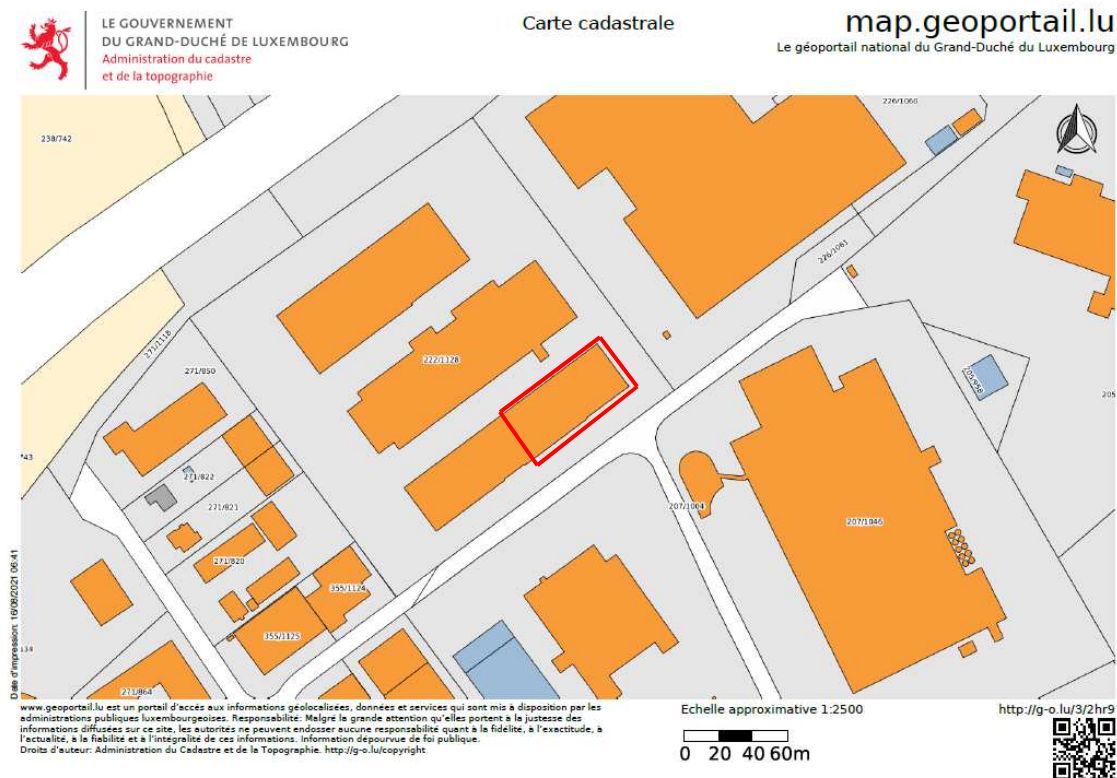 LE GOUVERNEMENT
DU GRAND-DUCHÉ DE LUXEMBOURG
Administration du cadastre
et de la topographie
Carte cadastrale
map.geoportail.lu
Le géoportail national du Grand-Duché du Luxembourg
238/742
226/1060
226/1061
271/1118
222/1128
271/850
205/958
205
743
271/822
271/821
207/1004
207/1046
271/820
355/1124
355/1125
138
271/864
Date d'impression: 16/08/2021 06:41
www.geoportail.lu est un portail d'accès aux informations géolocalisées, données et services qui sont mis à disposition par les
administrations publiques luxembourgeoises. Responsabilité: Malgré la grande attention qu'elles portent à la justesse des
informations diffusées sur ce site, les autorités ne peuvent endosser aucune responsabilité quant à la fidélité, à l'exactitude, à
l'actualité, à la fiabilité et à l'intégralité de ces informations. Information dépourvue de foi publique.
Droits d'auteur: Administration du Cadastre et de la Topographie. http://g-o.lu/copyright
Echelle approximative 1:2500
0 20 40 60m
http://g-o.lu/3/2hr9